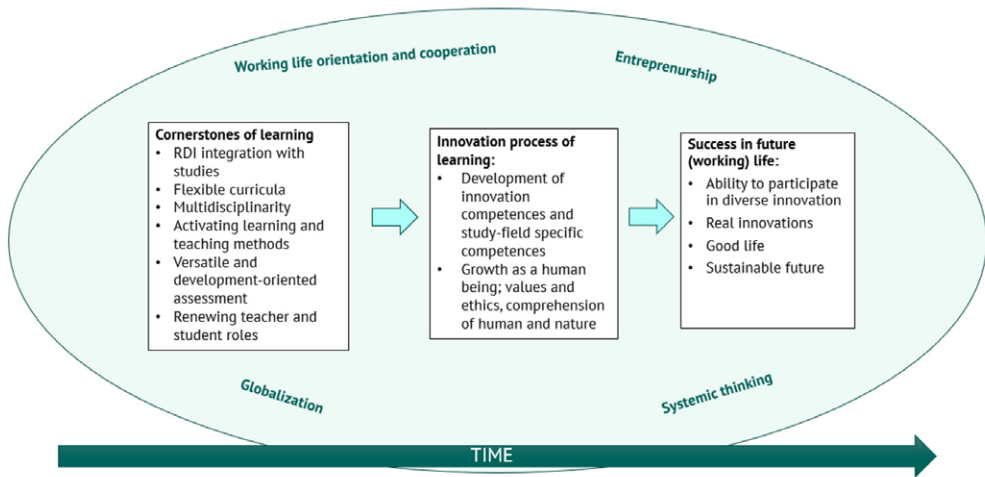 Working life orientation and cooperation
Entreprenurship
Cornerstones of learning
• RDI integration with
studies
• Flexible curricula
• Multidisciplinarity
• Activating learning and
teaching methods
• Versatile and
development-oriented
assessment
• Renewing teacher and
student roles
Innovation process of
learning:
• Development of
innovation
competences and
study-field specific
competences
• Growth as a human
being; values and
ethics, comprehension
of human and nature
Success in future
(working) life:
• Ability to participate
in diverse innovation
• Real innovations
• Good life
• Sustainable future
Globalization
Systemic thinking
TIME